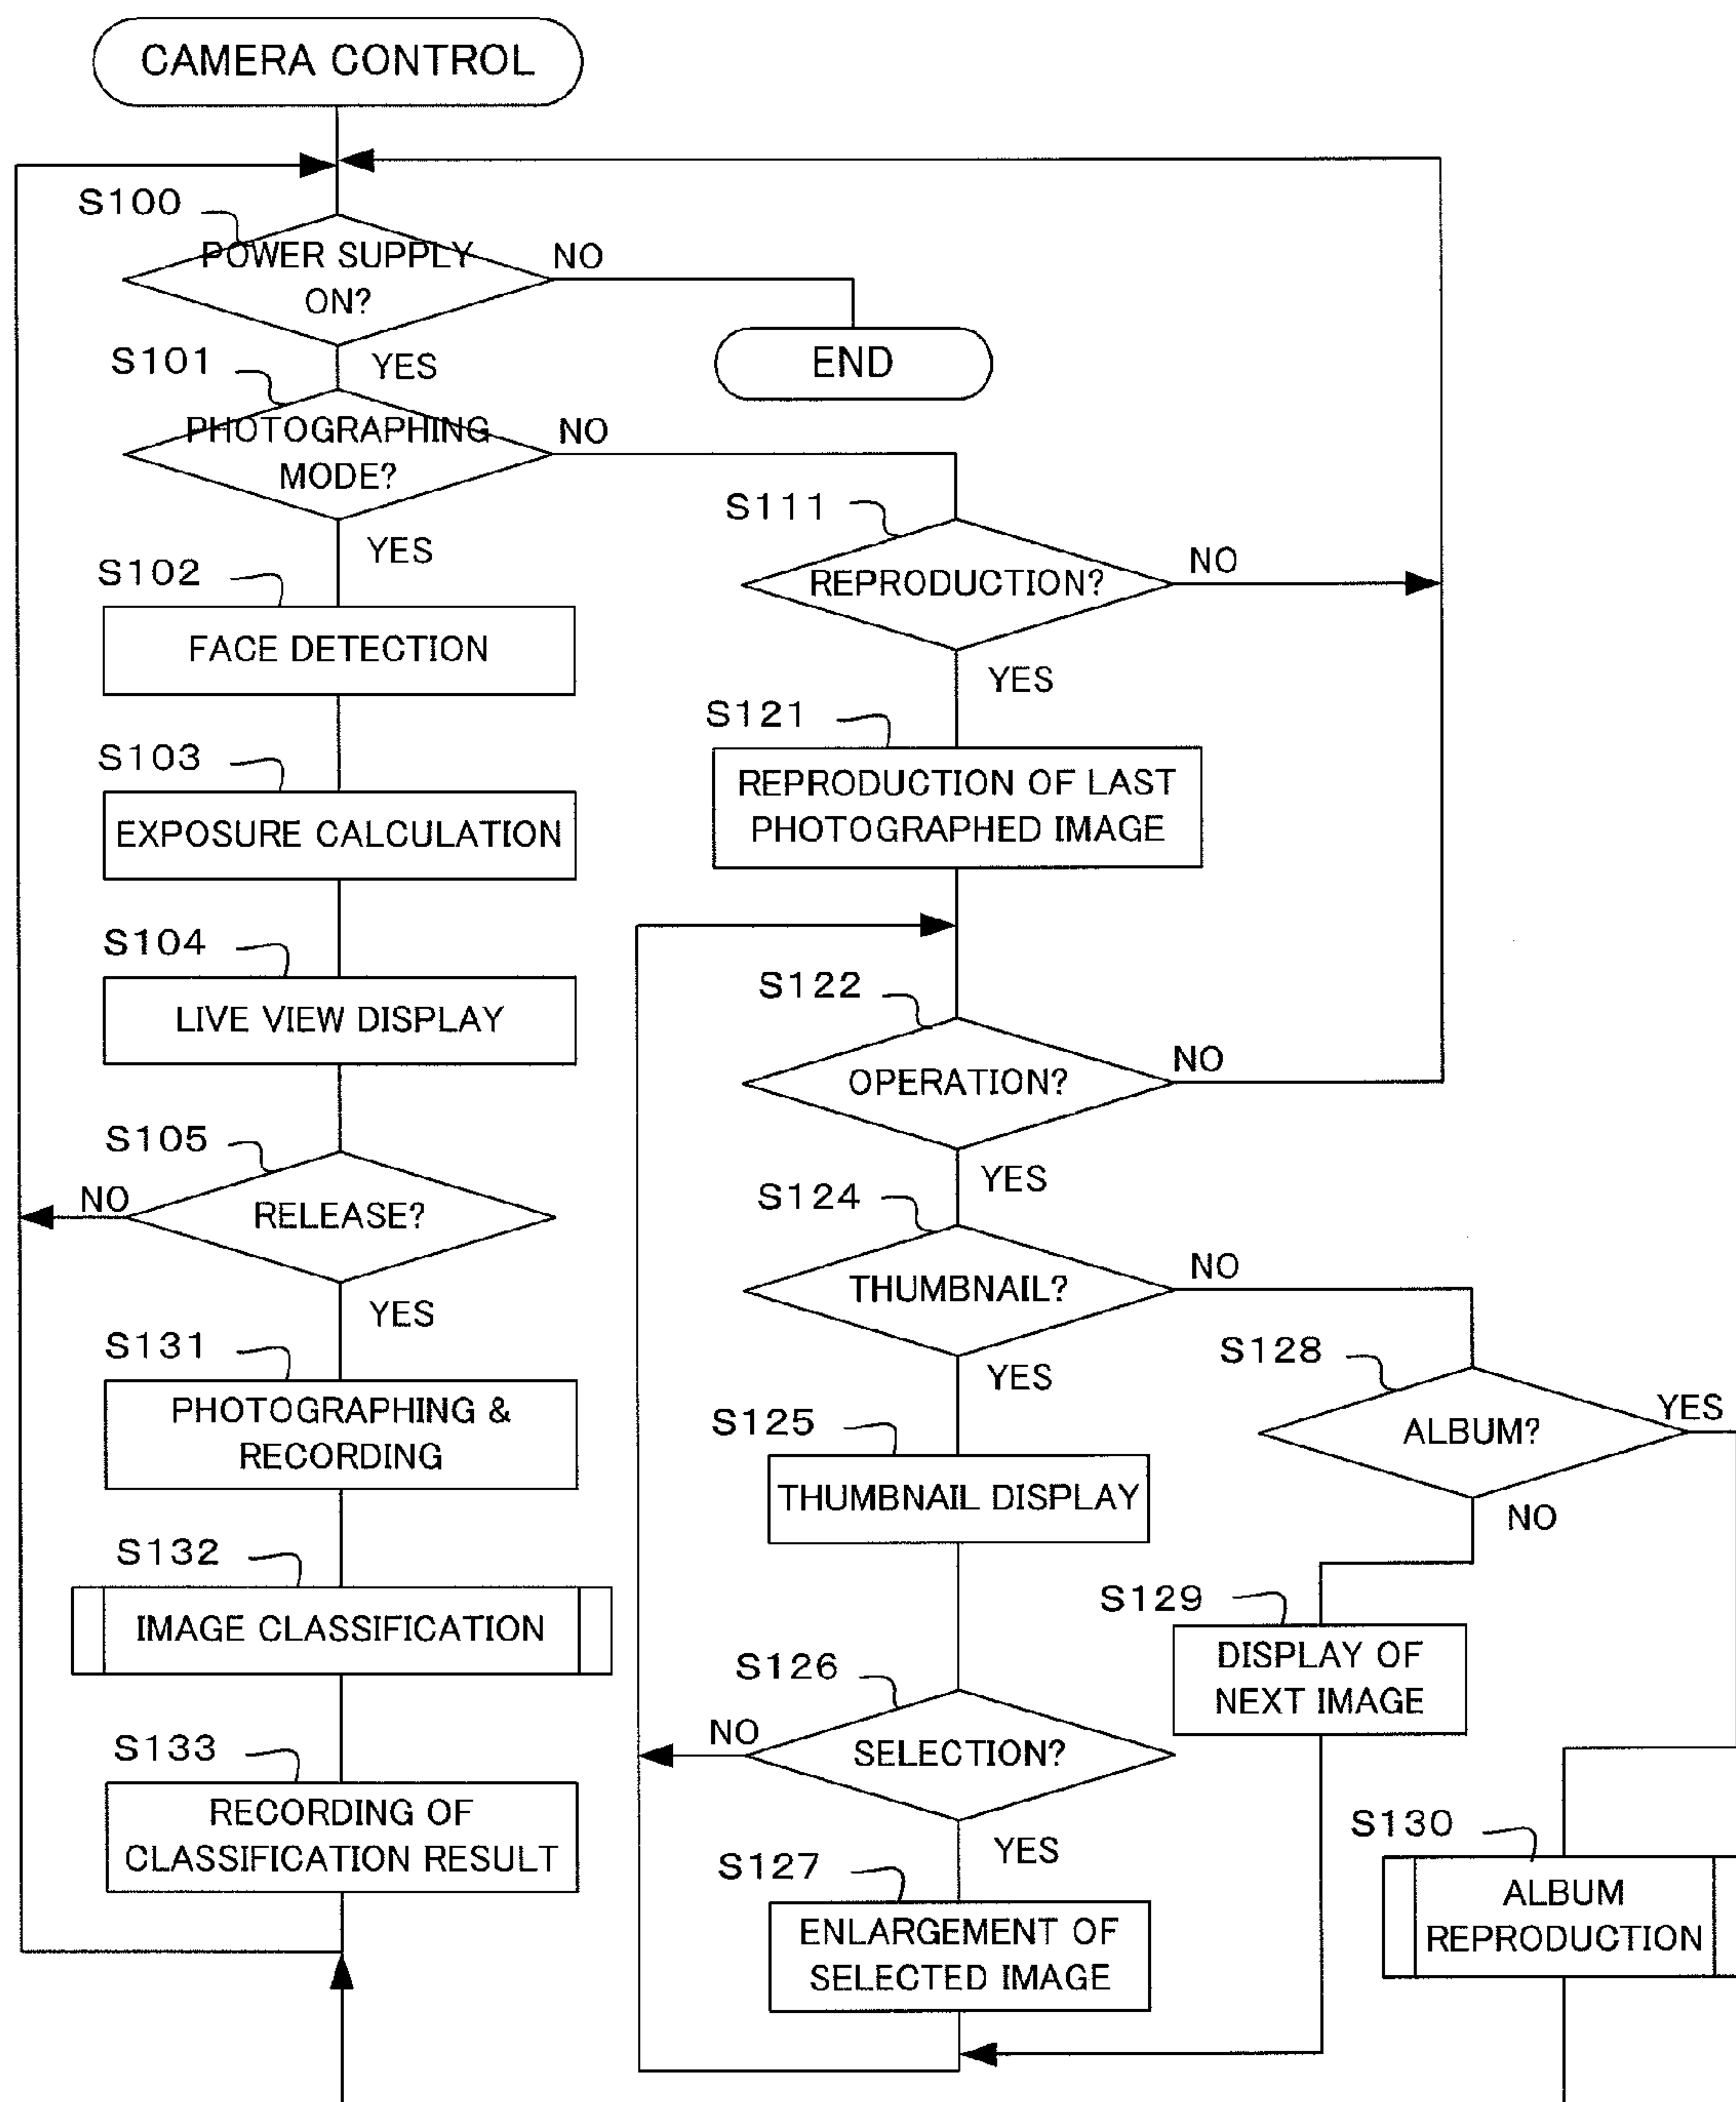 CAMERA CONTROL
S100
POWER SUPPLY
ON?
NO
END
YES
S101
PHOTOGRAPHING
MODE?
NO
YES
S102
FACE DETECTION
S103
EXPOSURE CALCULATION
S104
LIVE VIEW DISPLAY
S105
RELEASE?
NO
YES
S131
PHOTOGRAPHING &
RECORDING
S132
IMAGE CLASSIFICATION
S133
RECORDING OF
CLASSIFICATION RESULT
S111
REPRODUCTION?
NO
YES
S121
REPRODUCTION OF LAST
PHOTOGRAPHED IMAGE
S122
OPERATION?
NO
YES
S124
THUMBNAIL?
NO
YES
S125
THUMBNAIL DISPLAY
S126
SELECTION?
NO
YES
S127
ENLARGEMENT OF
SELECTED IMAGE
S128
ALBUM?
YES
NO
S129
DISPLAY OF
NEXT IMAGE
S130
ALBUM
REPRODUCTION